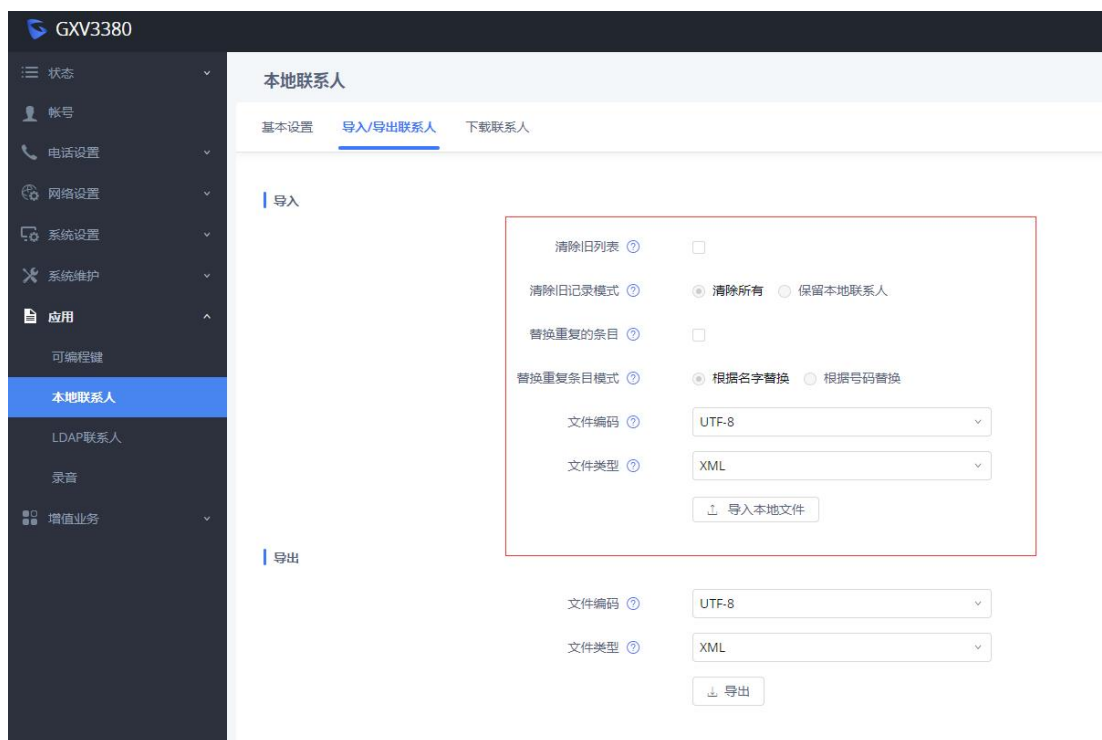 GXV3380
状态
帐号
电话设置
网络设置
系统设置
系统维护
应用
可编程键
本地联系人
LDAP联系人
录音
增值业务
本地联系人
基本设置 导入/导出联系人 下载联系人
导入
清除旧列表
清除旧记录模式 清除所有 保留本地联系人
替换重复的条目
替换重复条目模式 根据名字替换 根据号码替换
文件编码 UTF-8
文件类型 XML
导入本地文件
导出
文件编码 UTF-8
文件类型 XML
导出